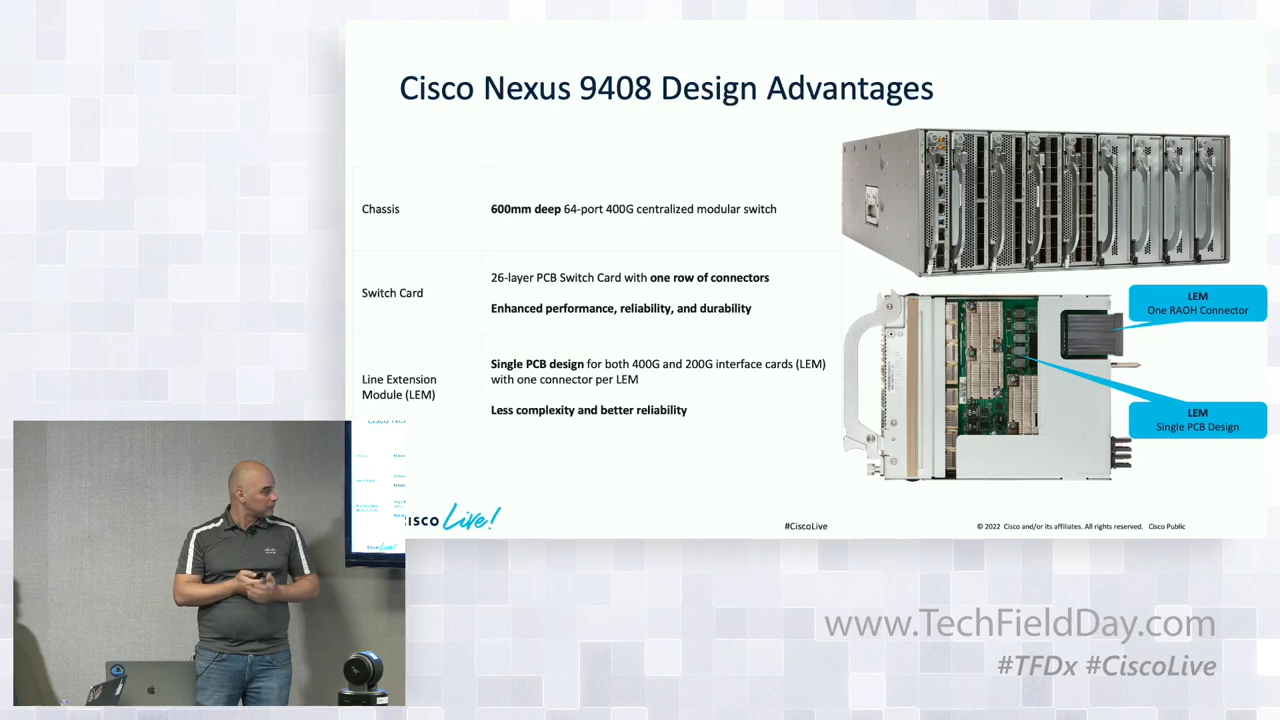 Cisco Nexus 9408 Design Advantages
Chassis
600mm deep 64-port 400G centralized modular switch
Switch Card
26-layer PCB Switch Card with one row of connectors
Enhanced performance, reliability, and durability
Line Extension
Module (LEM)
Single PCB design for both 400G and 200G interface cards (LEM)
with one connector per LEM
Less complexity and better reliability
LEM
One RAOH Connector
LEM
Single PCB Design
Live!
#CiscoLive
© 2022 Cisco and/or its affiliates. All rights reserved. Cisco Public
www.TechFieldDay.com
#TFDx #CiscoLive